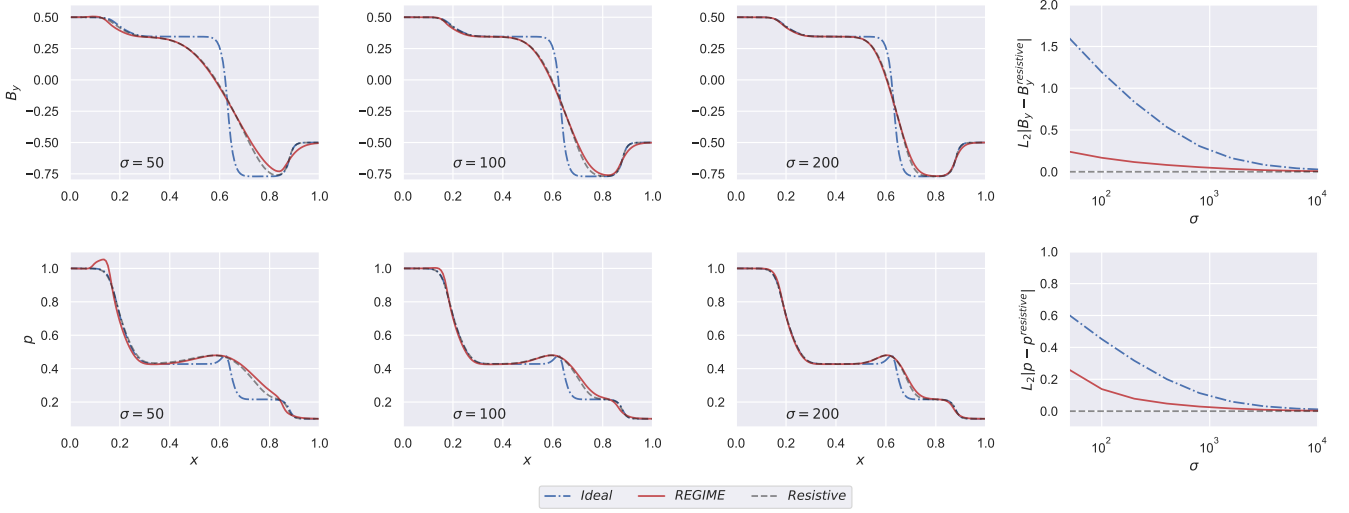 0.50
0.25
0.00
−0.25
−0.50
−0.75
B_y
σ = 50
0.0 0.2 0.4 0.6 0.8 1.0
0.50
0.25
0.00
−0.25
−0.50
−0.75
σ = 100
0.0 0.2 0.4 0.6 0.8 1.0
0.50
0.25
0.00
−0.25
−0.50
−0.75
σ = 200
0.0 0.2 0.4 0.6 0.8 1.0
2.0
1.5
1.0
0.5
0.0
L_2|B_y − B_y^{resistive}|
10^2 10^3 10^4
σ
1.0
0.8
0.6
0.4
0.2
p
σ = 50
0.0 0.2 0.4 0.6 0.8 1.0
x
1.0
0.8
0.6
0.4
0.2
σ = 100
0.0 0.2 0.4 0.6 0.8 1.0
x
1.0
0.8
0.6
0.4
0.2
σ = 200
0.0 0.2 0.4 0.6 0.8 1.0
x
1.0
0.8
0.6
0.4
0.2
0.0
L_2|p − p^{resistive}|
10^2 10^3 10^4
σ
Ideal REGIME Resistive